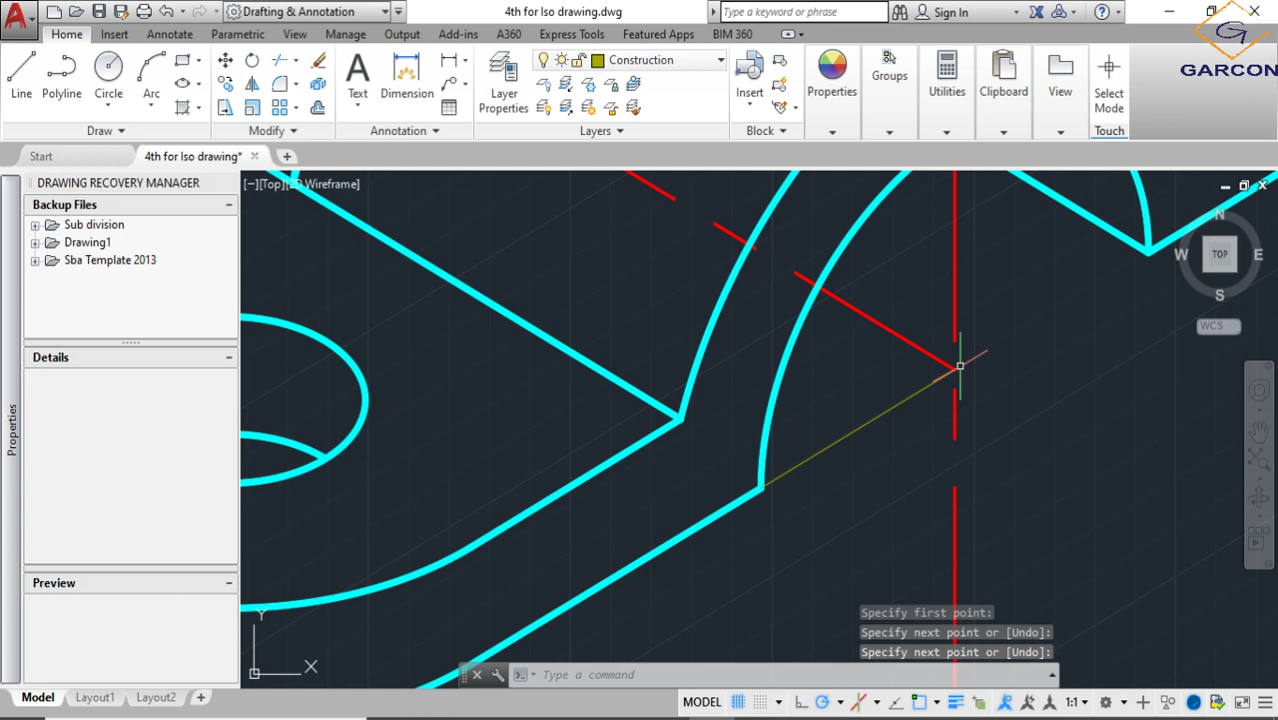 Drafting & Annotation
4th for Iso drawing.dwg
Type a keyword or phrase
Sign In
Home Insert Annotate Parametric View Manage Output Add-ins A360 Express Tools Featured Apps BIM 360
GARCON
Construction
Line Polyline Circle Arc
Text Dimension
Layer Properties
Insert
Properties
Groups
Utilities
Clipboard
View
Select Mode
Draw
Modify
Annotation
Layers
Block
Touch
Start
4th for Iso drawing*
DRAWING RECOVERY MANAGER
Backup Files
Sub division
Drawing1
Sba Template 2013
Details
Preview
Properties
[−][Top][2D Wireframe]
N
W TOP E
S
WCS
Y
X
Specify first point:
Specify next point or [Undo]:
Specify next point or [Undo]:
Type a command
Model Layout1 Layout2
MODEL
1:1